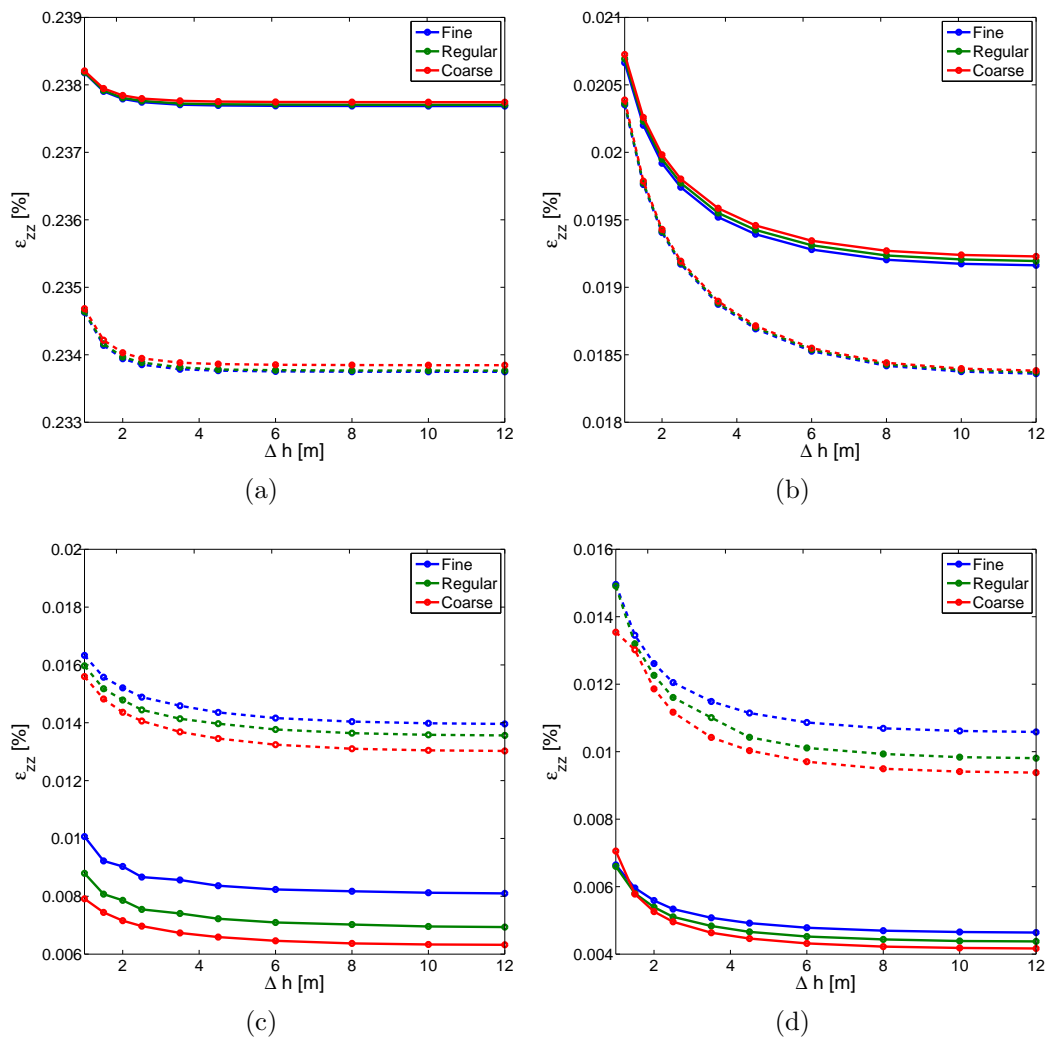 0.239
0.238
0.237
0.236
0.235
0.234
0.233
ε_zz [%]
2 4 6 8 10 12
Δ h [m]
Fine
Regular
Coarse
(a)
0.021
0.0205
0.02
0.0195
0.019
0.0185
0.018
ε_zz [%]
2 4 6 8 10 12
Δ h [m]
Fine
Regular
Coarse
(b)
0.02
0.018
0.016
0.014
0.012
0.01
0.008
0.006
ε_zz [%]
2 4 6 8 10 12
Δ h [m]
Fine
Regular
Coarse
(c)
0.016
0.014
0.012
0.01
0.008
0.006
0.004
ε_zz [%]
2 4 6 8 10 12
Δ h [m]
Fine
Regular
Coarse
(d)